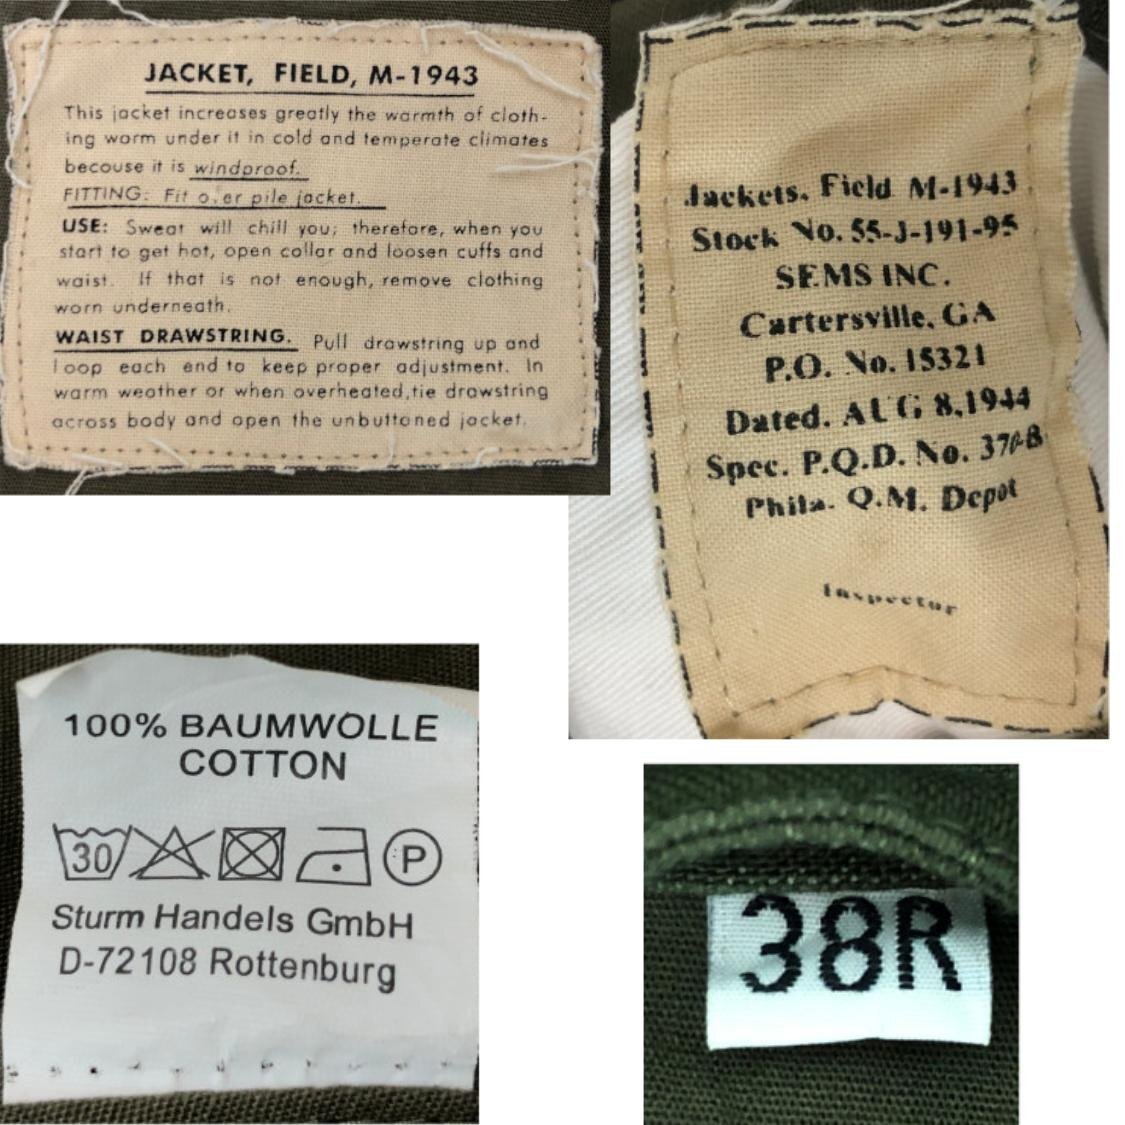 JACKET, FIELD, M-1943
This jacket increases greatly the warmth of cloth-
ing worm under it in cold and temperate climates
becouse it is windproof.
FITTING: Fit o.er pile jacket.
USE: Sweat will chill you; therefore, when you
start to get hot, open collar and loosen cuffs and
waist. If that is not enough, remove clothing
worn underneath.
WAIST DRAWSTRING. Pull drawstring up and
loop each end to keep proper adjustment. In
warm weather or when overheated, tie drawstring
across body and open the unbuttoned jacket.
Jackets. Field M-1943
Stock No. 55-J-191-95
SEMS INC.
Cartersville, GA
P.O. No. 15321
Dated. AUG 8.1944
Spec. P.Q.D. No. 370-B
Phila. Q.M. Depot
Inspector
100% BAUMWOLLE
COTTON
30 P
Sturm Handels GmbH
D-72108 Rottenburg
38R